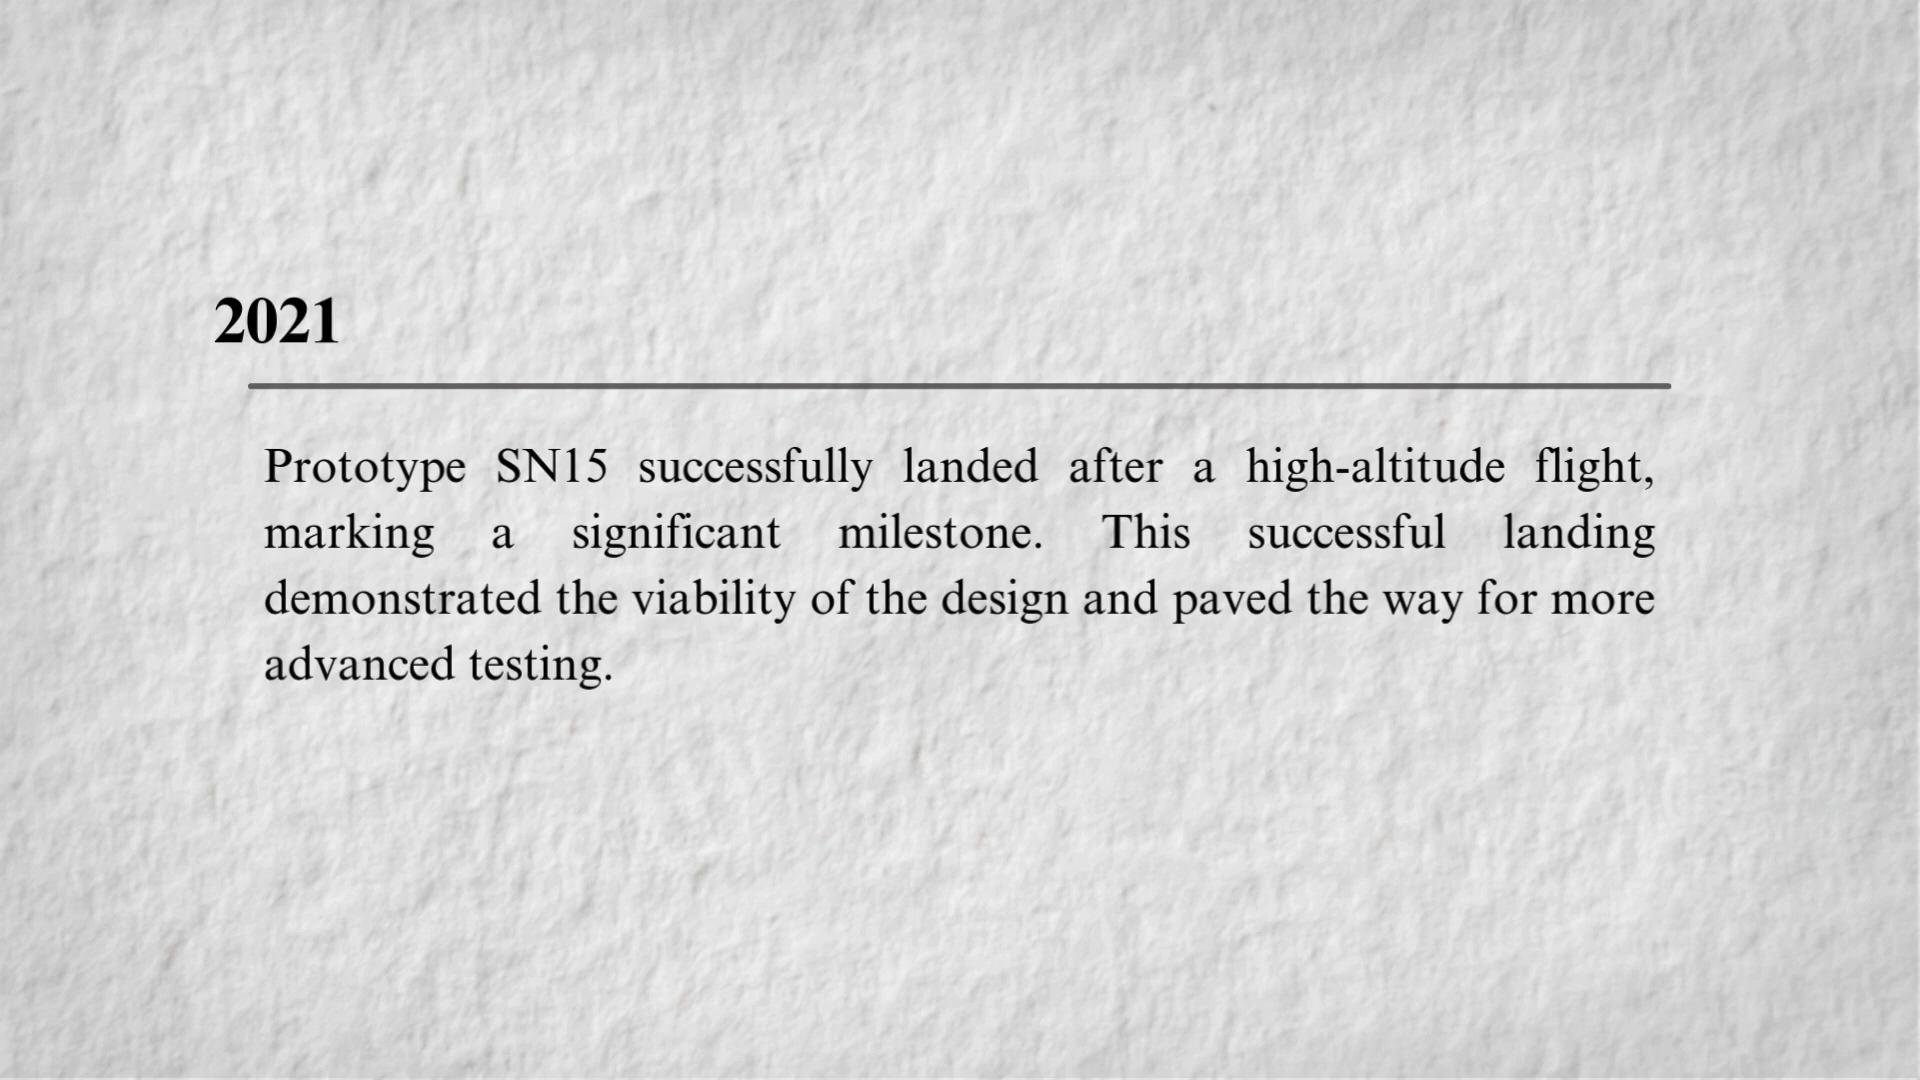 2021
Prototype SN15 successfully landed after a high-altitude flight,
marking a significant milestone. This successful landing
demonstrated the viability of the design and paved the way for more
advanced testing.